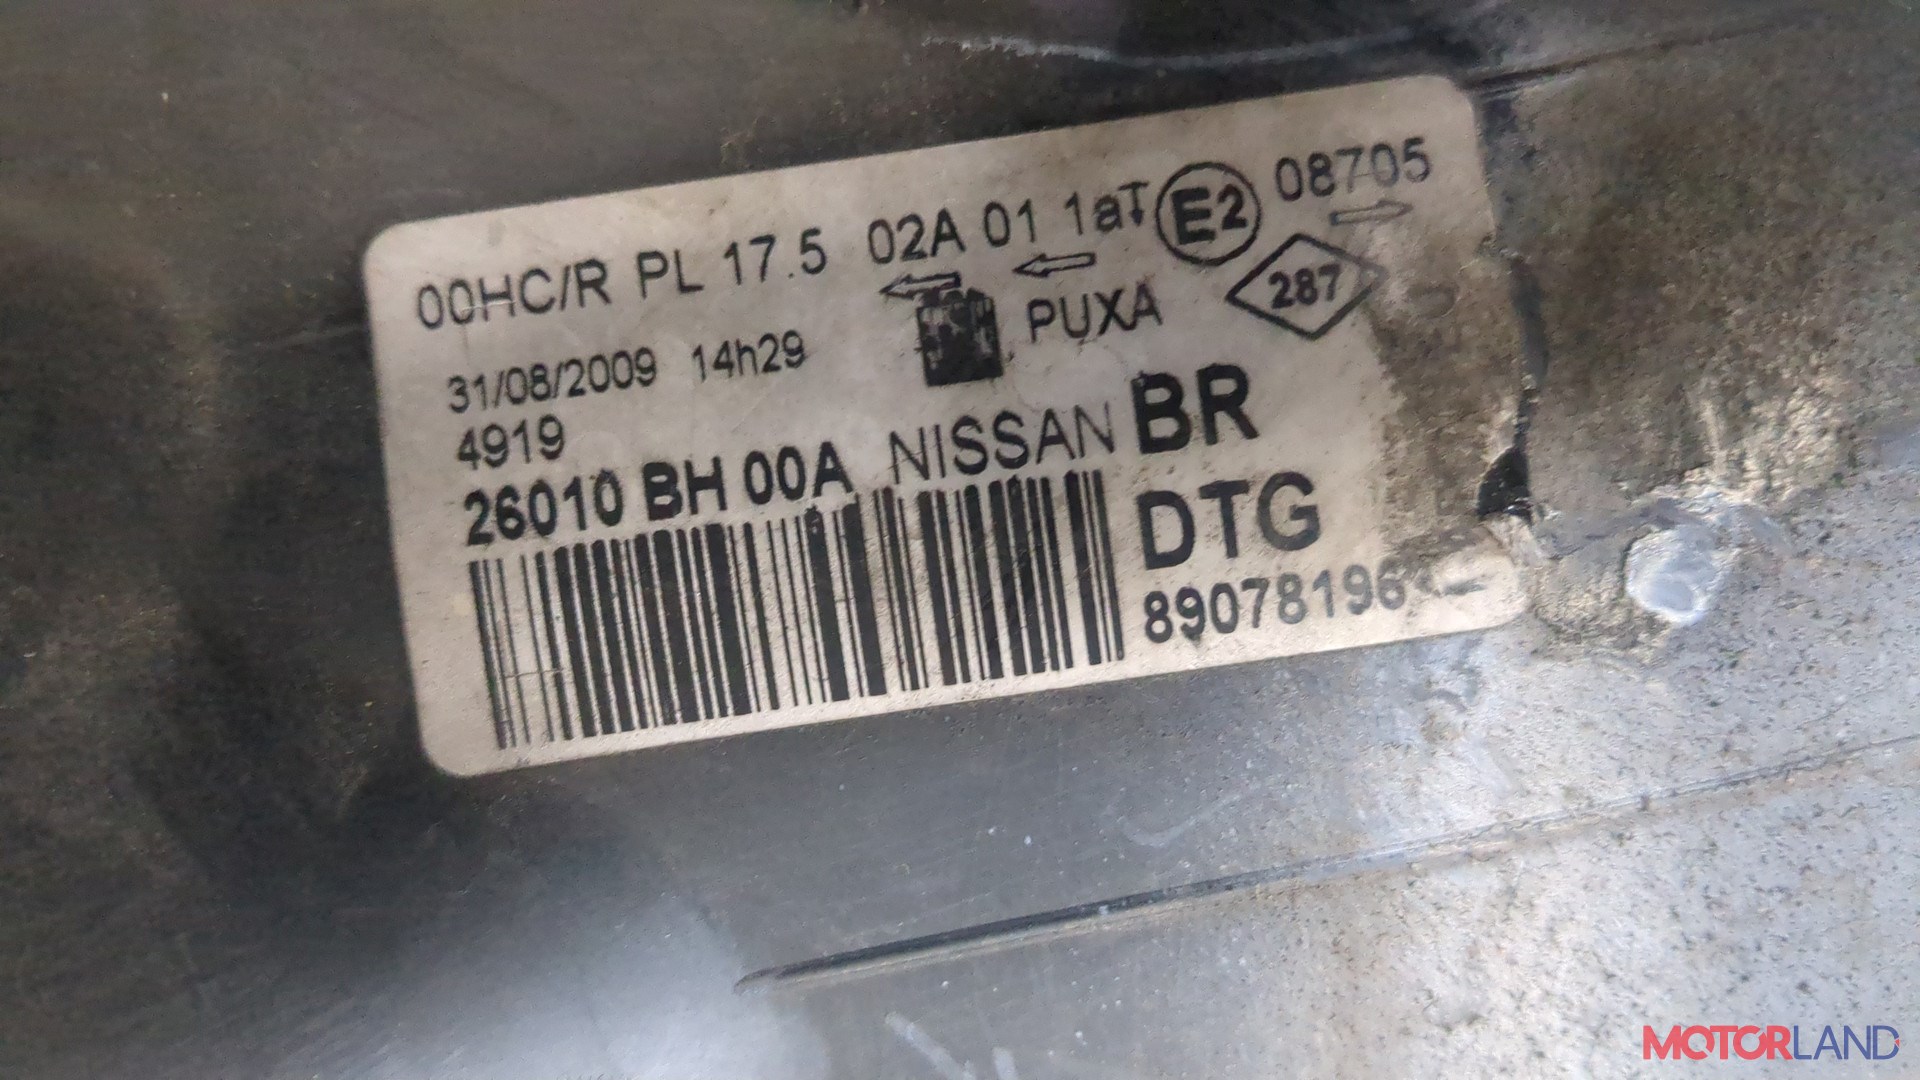 00HC/R PL 17.5 02A 01 1aT E2 08705
31/08/2009 14h29 PUXA 287
4919
26010 BH 00A NISSAN BR
DTG
89078196
MOTORLAND